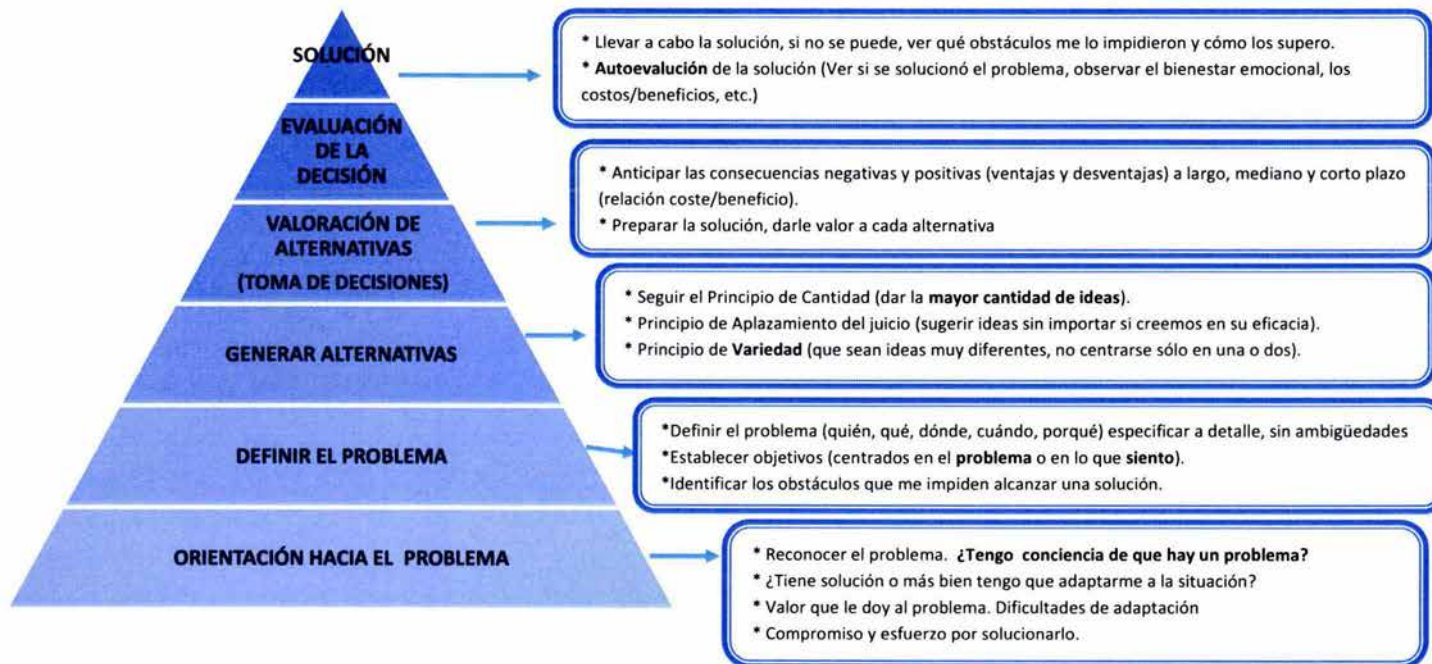 SOLUCIÓN
* Llevar a cabo la solución, si no se puede, ver qué obstáculos me lo impidieron y cómo los supero.
* Autoevalución de la solución (Ver si se solucionó el problema, observar el bienestar emocional, los
costos/beneficios, etc.)
EVALUACIÓN
DE LA
DECISIÓN
VALORACIÓN DE
ALTERNATIVAS
(TOMA DE DECISIONES)
* Anticipar las consecuencias negativas y positivas (ventajas y desventajas) a largo, mediano y corto plazo
(relación coste/beneficio).
* Preparar la solución, darle valor a cada alternativa
GENERAR ALTERNATIVAS
* Seguir el Principio de Cantidad (dar la mayor cantidad de ideas).
* Principio de Aplazamiento del juicio (sugerir ideas sin importar si creemos en su eficacia).
* Principio de Variedad (que sean ideas muy diferentes, no centrarse sólo en una o dos).
DEFINIR EL PROBLEMA
*Definir el problema (quién, qué, dónde, cuándo, porqué) especificar a detalle, sin ambigüedades
*Establecer objetivos (centrados en el problema o en lo que siento).
*Identificar los obstáculos que me impiden alcanzar una solución.
ORIENTACIÓN HACIA EL PROBLEMA
* Reconocer el problema. ¿Tengo conciencia de que hay un problema?
* ¿Tiene solución o más bien tengo que adaptarme a la situación?
* Valor que le doy al problema. Dificultades de adaptación
* Compromiso y esfuerzo por solucionarlo.